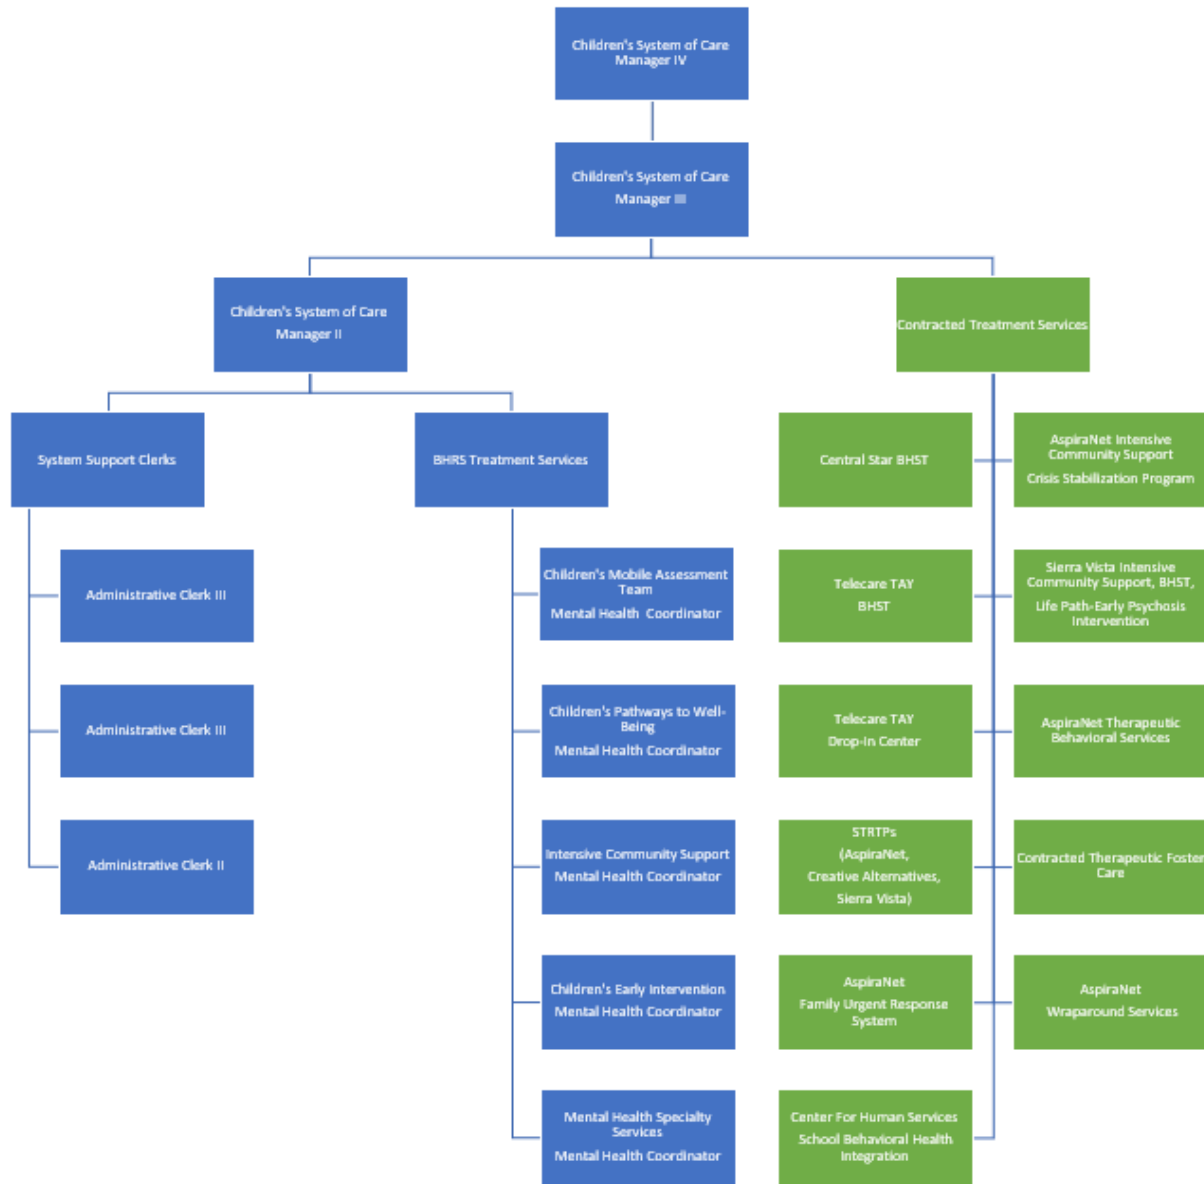 Children's System of Care
Manager IV
Children's System of Care
Manager III
Children's System of Care
Manager II
Contracted Treatment Services
System Support Clerks
BHRS Treatment Services
Central Star BHST
AspiraNet Intensive
Community Support
Crisis Stabilization Program
Administrative Clerk III
Children's Mobile Assessment
Team
Mental Health Coordinator
Telecare TAY
BHST
Sierra Vista Intensive
Community Support, BHST,
Life Path-Early Psychosis
Intervention
Administrative Clerk III
Children's Pathways to Well-
Being
Mental Health Coordinator
Telecare TAY
Drop-In Center
AspiraNet Therapeutic
Behavioral Services
Administrative Clerk II
Intensive Community Support
Mental Health Coordinator
STRTPs
(AspiraNet,
Creative Alternatives,
Sierra Vista)
Contracted Therapeutic Foster
Care
Children's Early Intervention
Mental Health Coordinator
AspiraNet
Family Urgent Response
System
AspiraNet
Wraparound Services
Mental Health Specialty
Services
Mental Health Coordinator
Center For Human Services
School Behavioral Health
Integration